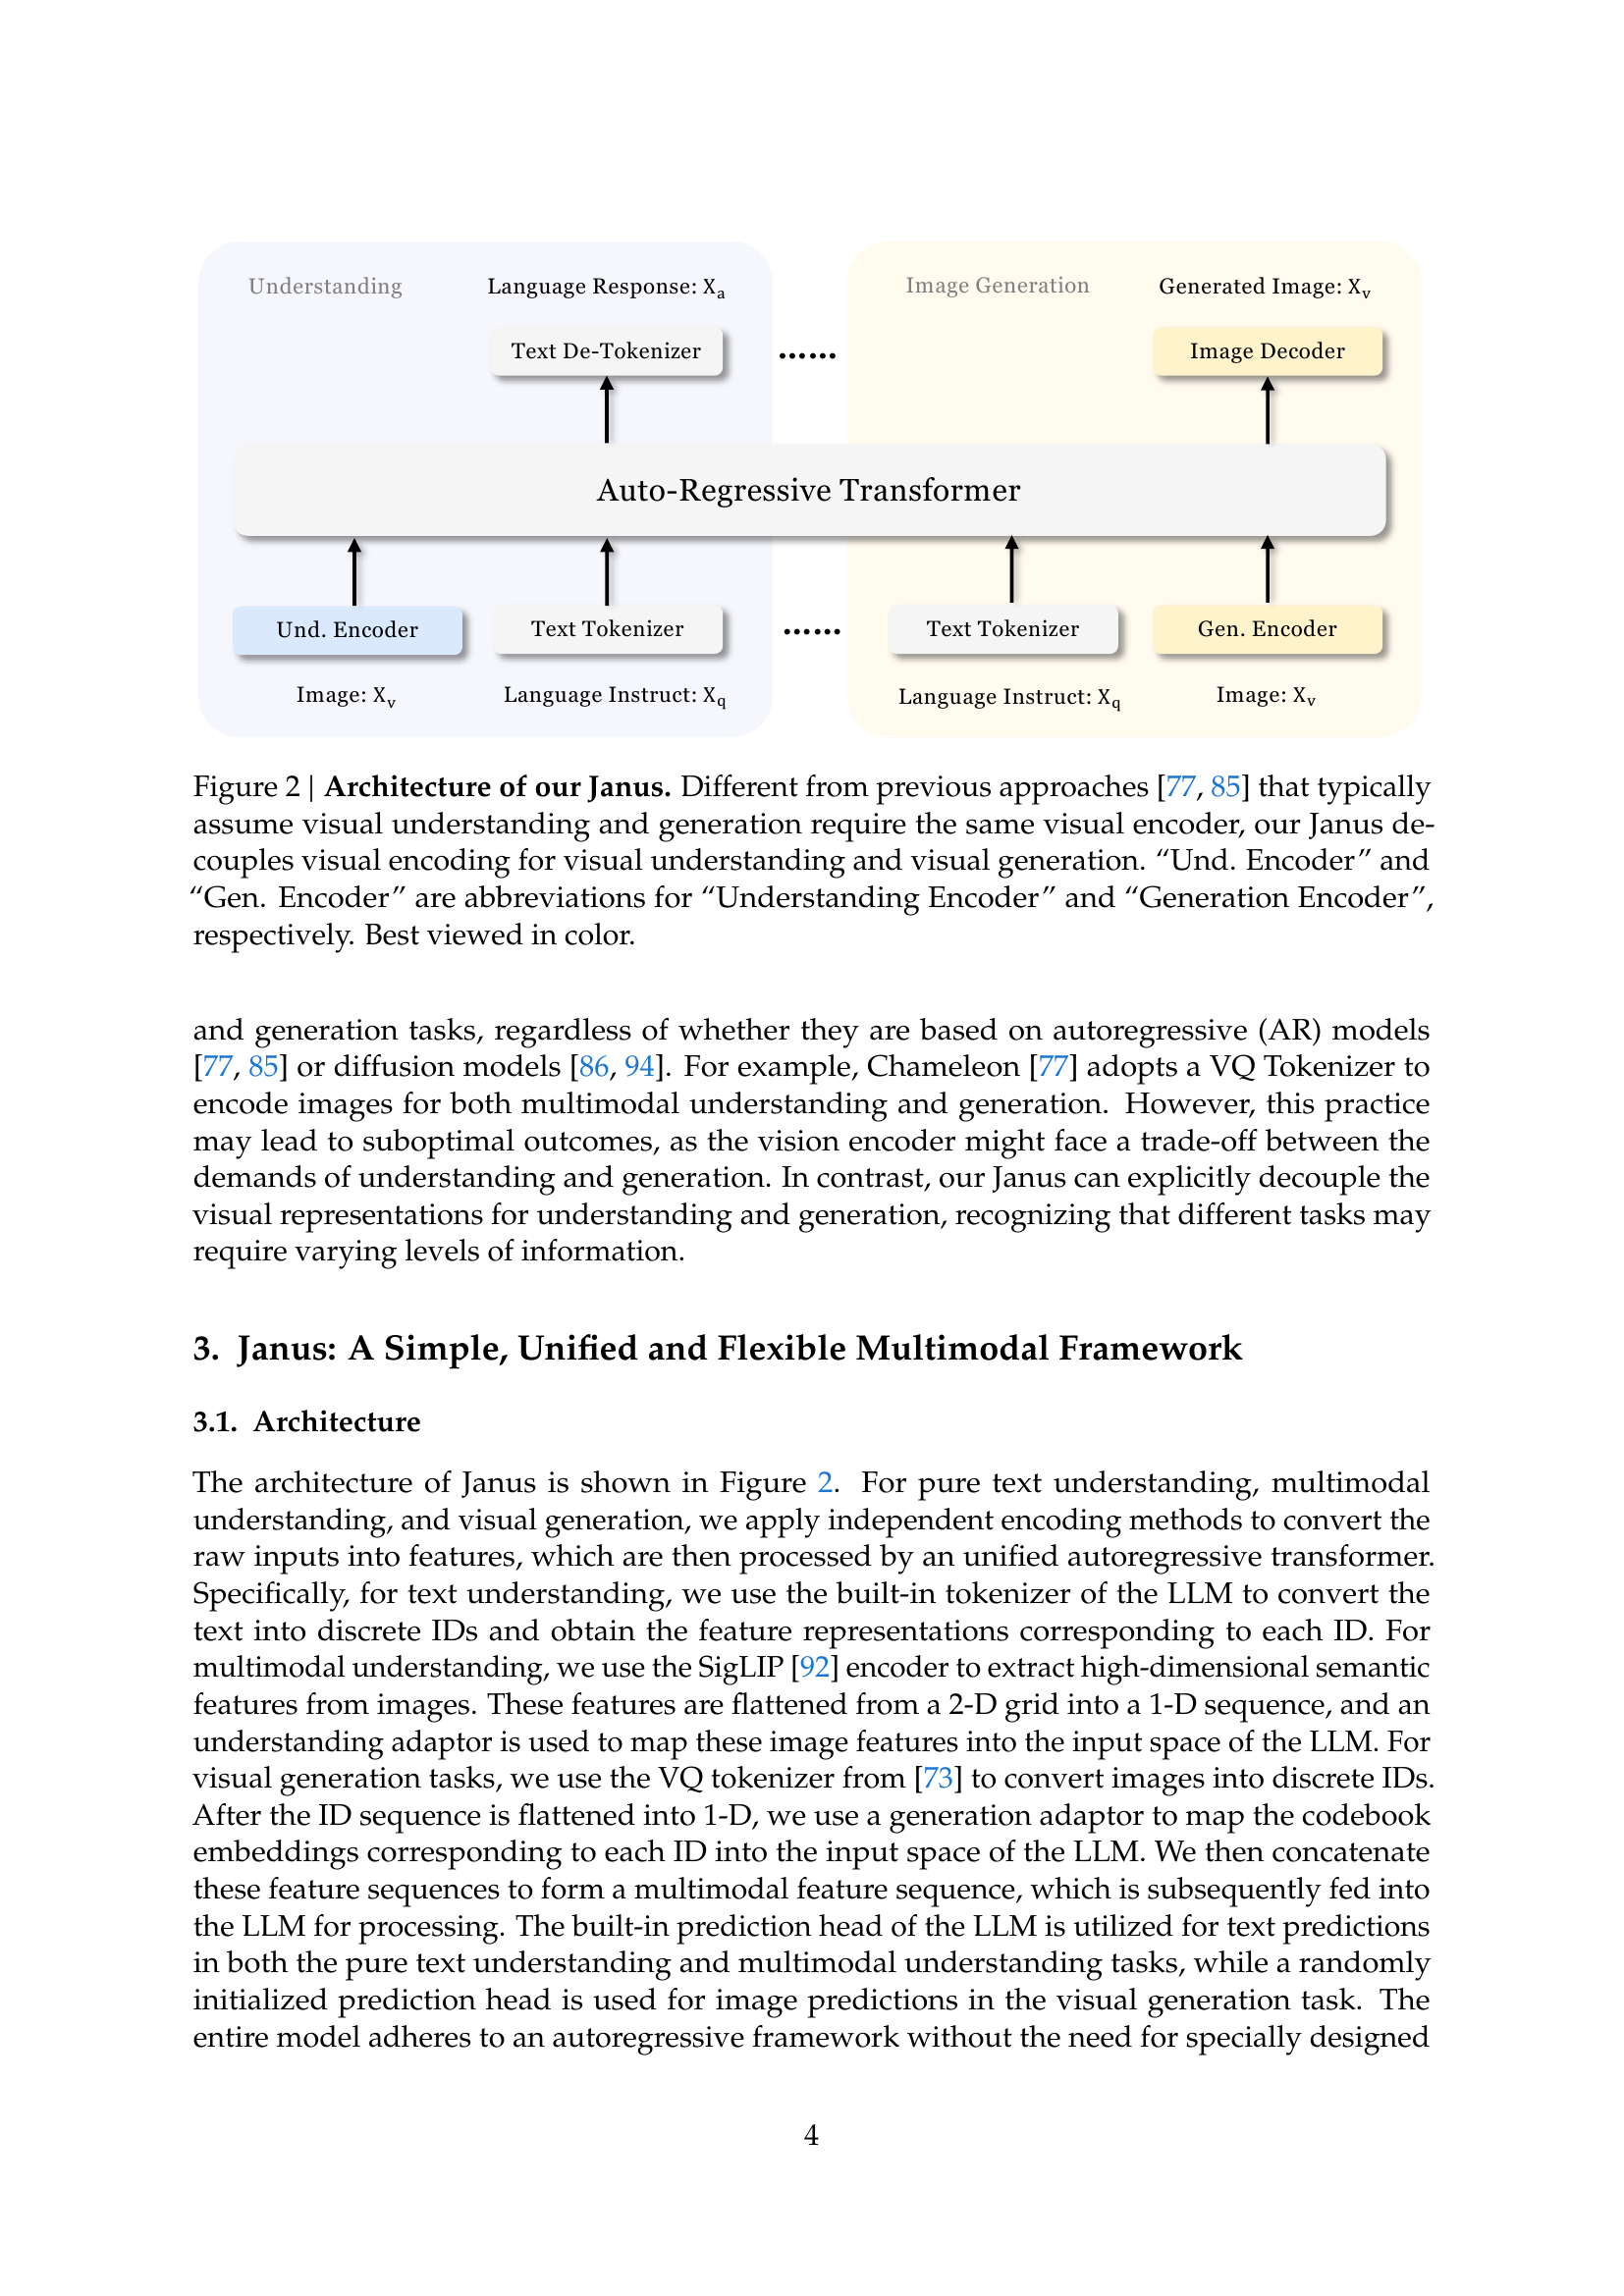 Understanding
Language Response: Xa
Image Generation
Generated Image: Xv
Text De-Tokenizer
......
Image Decoder
Auto-Regressive Transformer
Und. Encoder
Text Tokenizer
......
Text Tokenizer
Gen. Encoder
Image: Xv
Language Instruct: Xq
Language Instruct: Xq
Image: Xv
Figure 2 | Architecture of our Janus. Different from previous approaches [77, 85] that typically
assume visual understanding and generation require the same visual encoder, our Janus de-
couples visual encoding for visual understanding and visual generation. “Und. Encoder” and
“Gen. Encoder” are abbreviations for “Understanding Encoder” and “Generation Encoder”,
respectively. Best viewed in color.
and generation tasks, regardless of whether they are based on autoregressive (AR) models
[77, 85] or diffusion models [86, 94]. For example, Chameleon [77] adopts a VQ Tokenizer to
encode images for both multimodal understanding and generation. However, this practice
may lead to suboptimal outcomes, as the vision encoder might face a trade-off between the
demands of understanding and generation. In contrast, our Janus can explicitly decouple the
visual representations for understanding and generation, recognizing that different tasks may
require varying levels of information.
3. Janus: A Simple, Unified and Flexible Multimodal Framework
3.1. Architecture
The architecture of Janus is shown in Figure 2. For pure text understanding, multimodal
understanding, and visual generation, we apply independent encoding methods to convert the
raw inputs into features, which are then processed by an unified autoregressive transformer.
Specifically, for text understanding, we use the built-in tokenizer of the LLM to convert the
text into discrete IDs and obtain the feature representations corresponding to each ID. For
multimodal understanding, we use the SigLIP [92] encoder to extract high-dimensional semantic
features from images. These features are flattened from a 2-D grid into a 1-D sequence, and an
understanding adaptor is used to map these image features into the input space of the LLM. For
visual generation tasks, we use the VQ tokenizer from [73] to convert images into discrete IDs.
After the ID sequence is flattened into 1-D, we use a generation adaptor to map the codebook
embeddings corresponding to each ID into the input space of the LLM. We then concatenate
these feature sequences to form a multimodal feature sequence, which is subsequently fed into
the LLM for processing. The built-in prediction head of the LLM is utilized for text predictions
in both the pure text understanding and multimodal understanding tasks, while a randomly
initialized prediction head is used for image predictions in the visual generation task. The
entire model adheres to an autoregressive framework without the need for specially designed
4